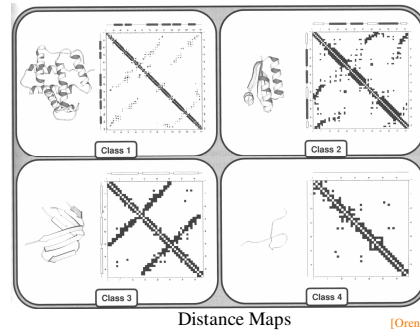 Class 1
Class 2
Class 3
Class 4
Distance Maps
[Oren